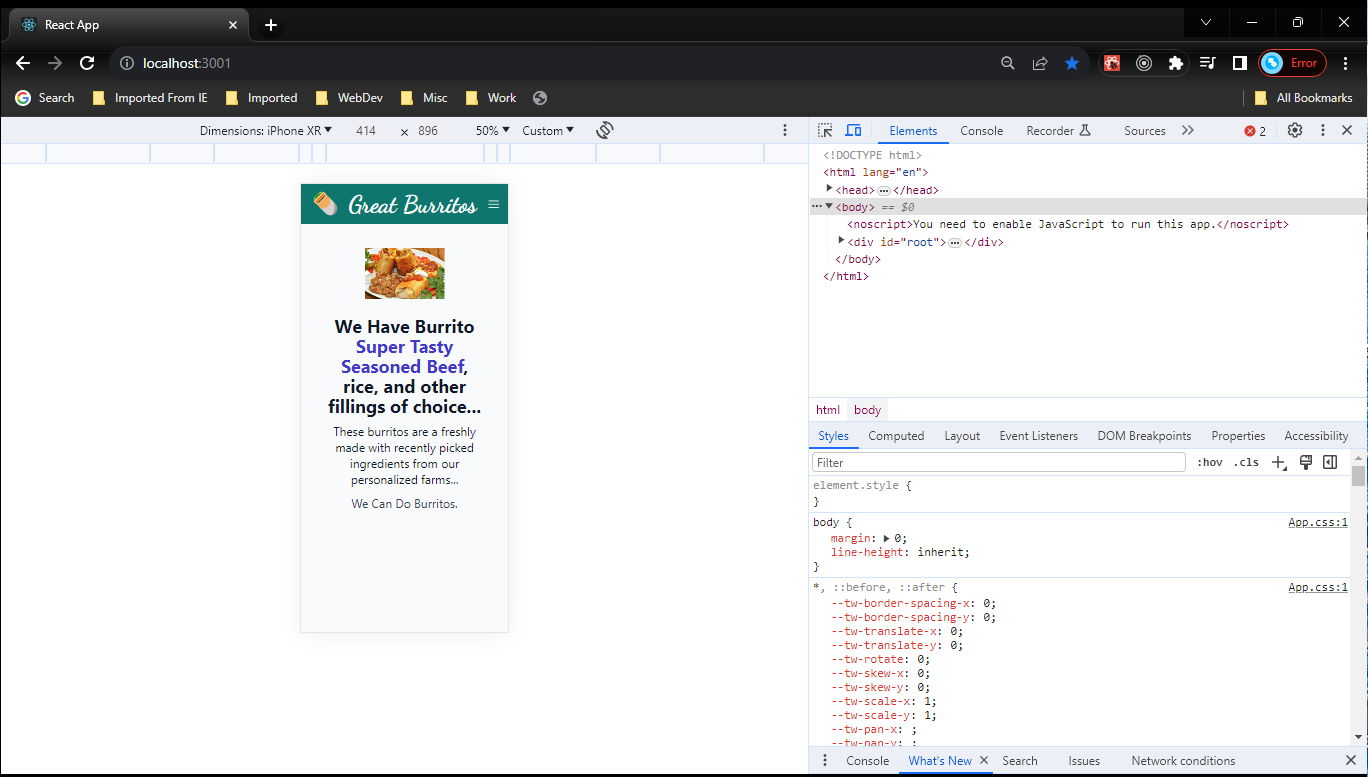 React App
localhost:3001
Error
Search Imported From IE Imported WebDev Misc Work All Bookmarks
Dimensions: iPhone XR 414 × 896 50% Custom
Elements Console Recorder Sources 2
Great Burritos
We Have Burrito
Super Tasty
Seasoned Beef,
rice, and other
fillings of choice...
These burritos are a freshly
made with recently picked
ingredients from our
personalized farms...
We Can Do Burritos.
<!DOCTYPE html>
<html lang="en">
<head>…</head>
<body> == $0
<noscript>You need to enable JavaScript to run this app.</noscript>
<div id="root">…</div>
</body>
</html>
html body
Styles Computed Layout Event Listeners DOM Breakpoints Properties Accessibility
Filter :hov .cls
element.style {
}
body { App.css:1
margin: 0;
line-height: inherit;
}
*, ::before, ::after { App.css:1
--tw-border-spacing-x: 0;
--tw-border-spacing-y: 0;
--tw-translate-x: 0;
--tw-translate-y: 0;
--tw-rotate: 0;
--tw-skew-x: 0;
--tw-skew-y: 0;
--tw-scale-x: 1;
--tw-scale-y: 1;
--tw-pan-x: ;
--tw-pan-y: ;
Console What's New Search Issues Network conditions